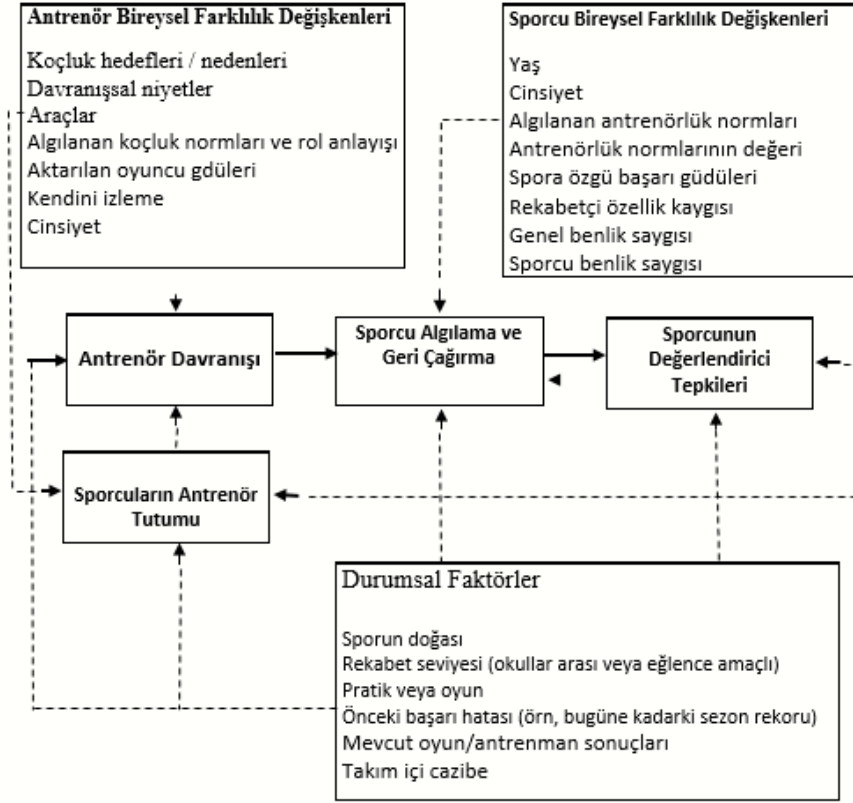 Antrenör Bireysel Farklılık Değişkenleri
Koçluk hedefleri / nedenleri
Davranışsal niyetler
Araçlar
Algılanan koçluk normları ve rol anlayışı
Aktarılan oyuncu gdüleri
Kendini izleme
Cinsiyet
Sporcu Bireysel Farklılık Değişkenleri
Yaş
Cinsiyet
Algılanan antrenörlük normları
Antrenörlük normlarının değeri
Spora özgü başarı güdüleri
Rekabetçi özellik kaygısı
Genel benlik saygısı
Sporcu benlik saygısı
Antrenör Davranışı
Sporcu Algılama ve
Geri Çağırma
Sporcunun
Değerlendirici
Tepkileri
Sporcuların Antrenör
Tutumu
Durumsal Faktörler
Sporun doğası
Rekabet seviyesi (okullar arası veya eğlence amaçlı)
Pratik veya oyun
Önceki başarı hatası (örn, bugüne kadarki sezon rekoru)
Mevcut oyun/antrenman sonuçları
Takım içi cazibe